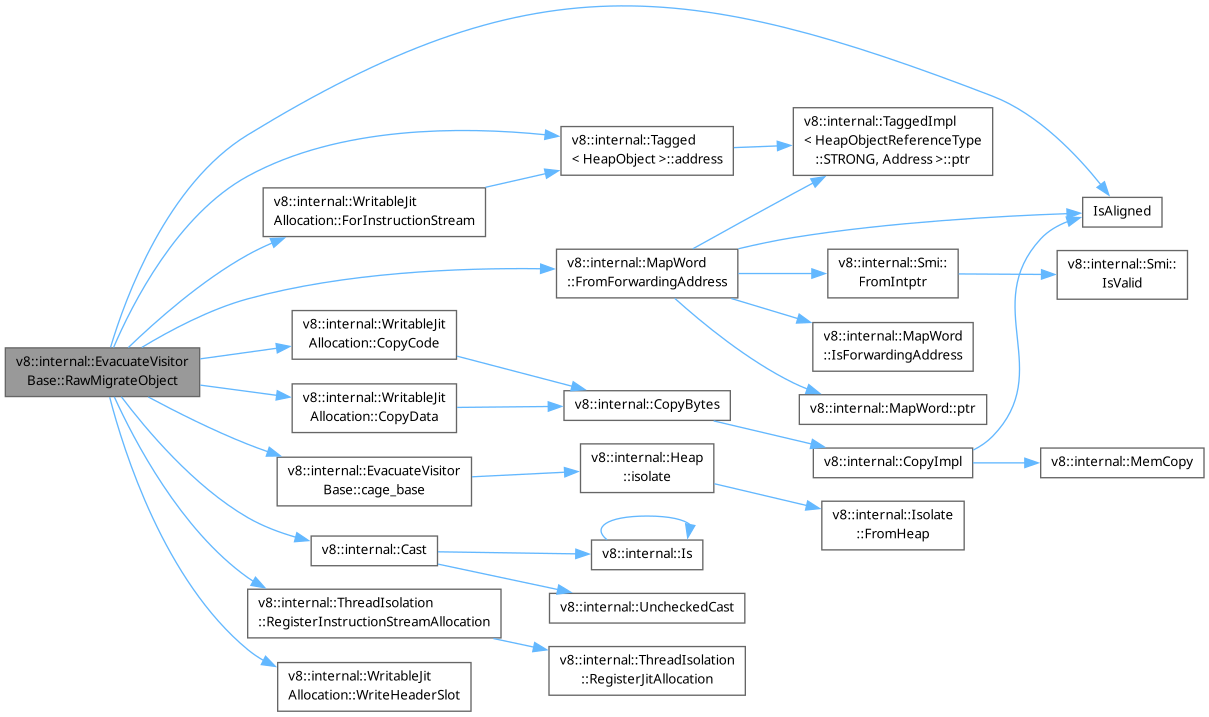 v8::internal::EvacuateVisitor
Base::RawMigrateObject
v8::internal::WritableJit
Allocation::ForInstructionStream
v8::internal::Tagged
< HeapObject >::address
v8::internal::TaggedImpl
< HeapObjectReferenceType
::STRONG, Address >::ptr
IsAligned
v8::internal::MapWord
::FromForwardingAddress
v8::internal::Smi::
FromIntptr
v8::internal::Smi::
IsValid
v8::internal::MapWord
::IsForwardingAddress
v8::internal::MapWord::ptr
v8::internal::WritableJit
Allocation::CopyCode
v8::internal::WritableJit
Allocation::CopyData
v8::internal::CopyBytes
v8::internal::CopyImpl
v8::internal::MemCopy
v8::internal::EvacuateVisitor
Base::cage_base
v8::internal::Heap
::isolate
v8::internal::Isolate
::FromHeap
v8::internal::Cast
v8::internal::Is
v8::internal::UncheckedCast
v8::internal::ThreadIsolation
::RegisterInstructionStreamAllocation
v8::internal::ThreadIsolation
::RegisterJitAllocation
v8::internal::WritableJit
Allocation::WriteHeaderSlot